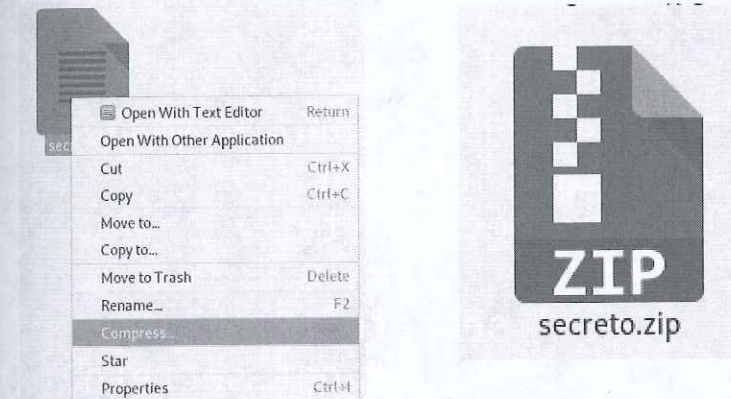 sec
Open With Text Editor Return
Open With Other Application
Cut Ctrl+X
Copy Ctrl+C
Move to...
Copy to...
Move to Trash Delete
Rename... F2
Compress...
Star
Properties Ctrl+I
ZIP
secreto.zip